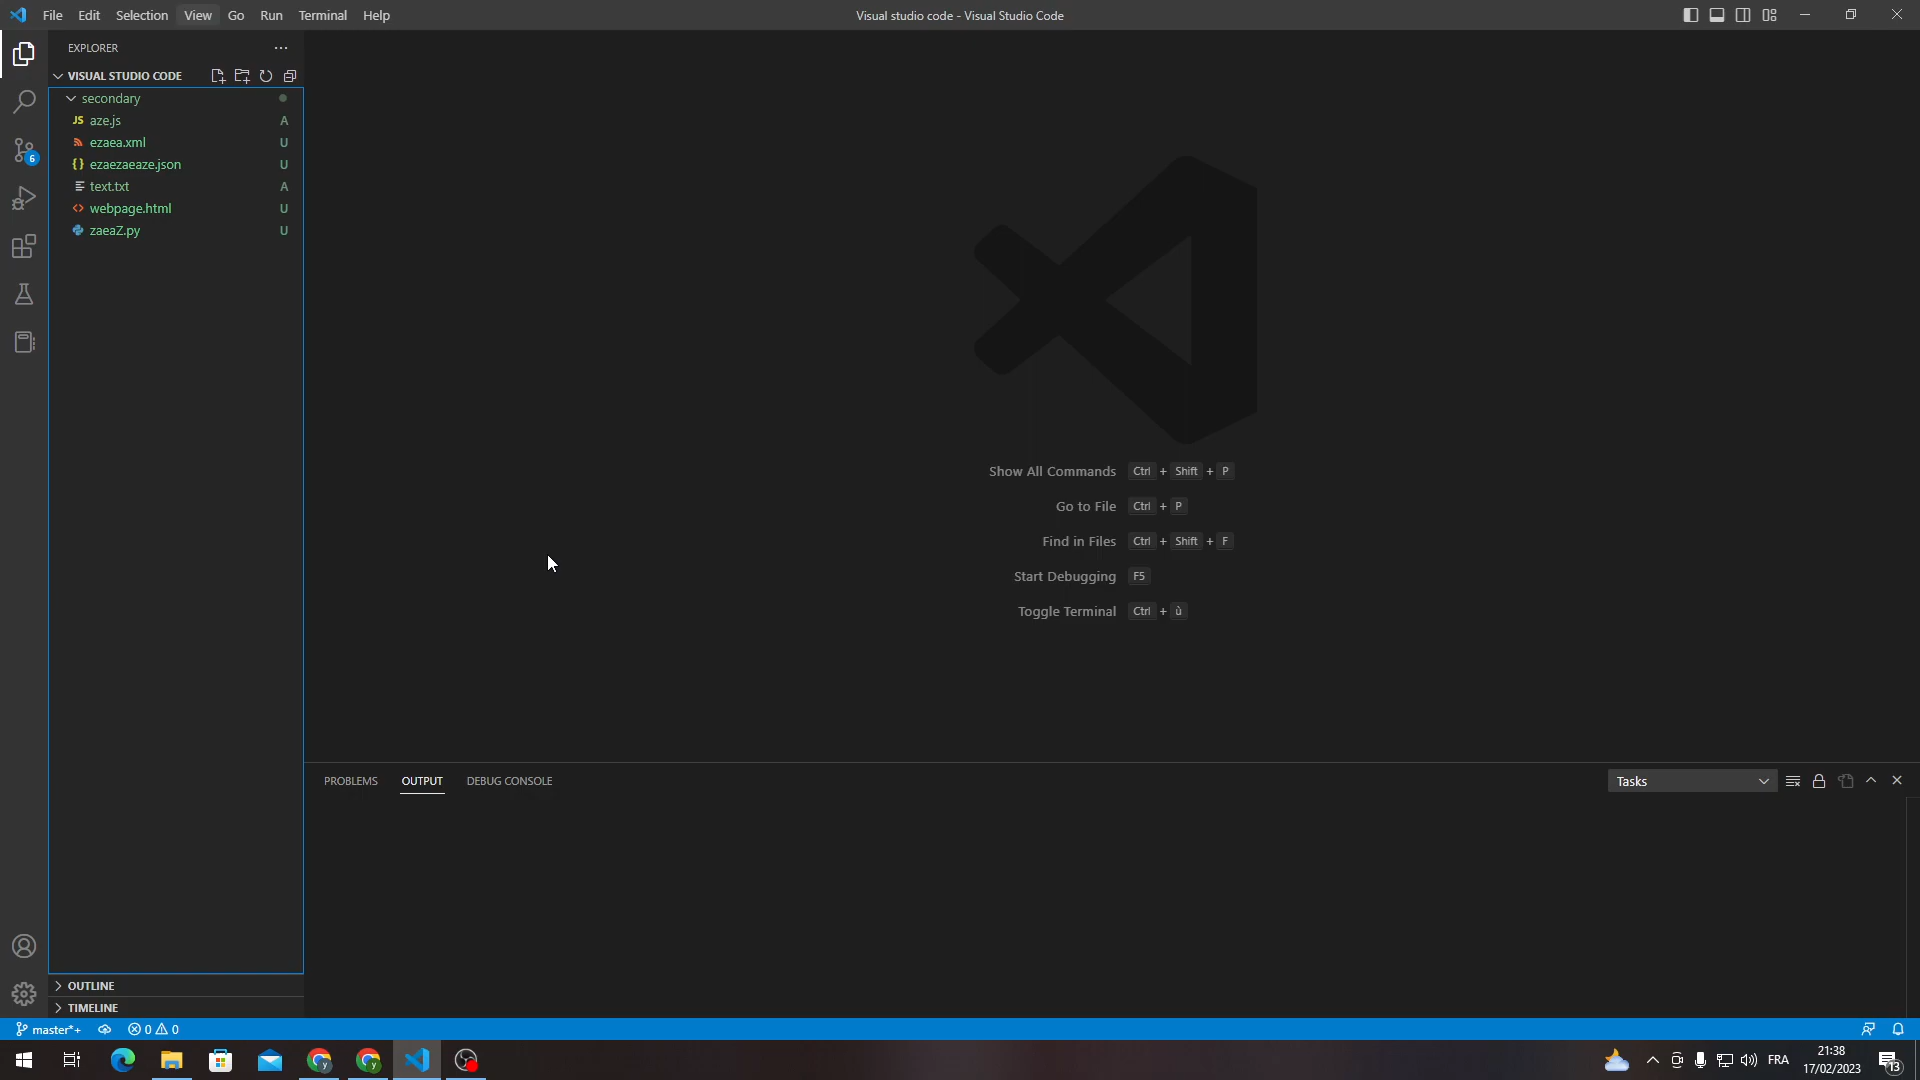 File Edit Selection View Go Run Terminal Help
Visual studio code - Visual Studio Code
EXPLORER
VISUAL STUDIO CODE
secondary
JS aze.js A
ezaea.xml U
{} ezaezaeaze.json U
text.txt A
<> webpage.html U
zaeaZ.py U
6
Show All Commands Ctrl + Shift + P
Go to File Ctrl + P
Find in Files Ctrl + Shift + F
Start Debugging F5
Toggle Terminal Ctrl + ù
PROBLEMS OUTPUT DEBUG CONSOLE
Tasks
OUTLINE
TIMELINE
master*+ 0 0
FRA
21:38
17/02/2023
13